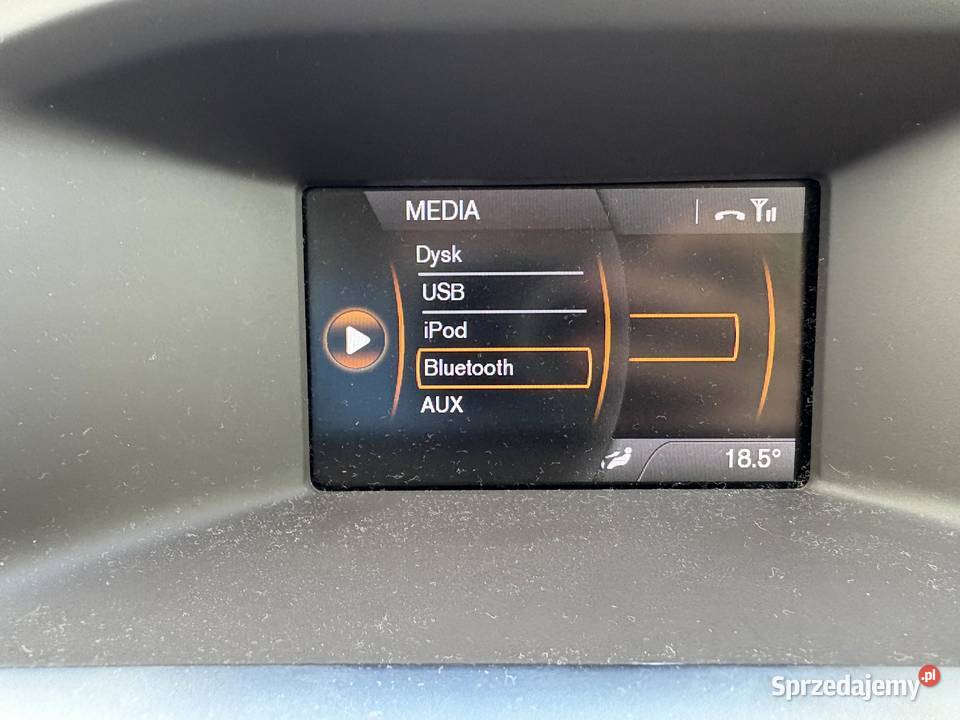 MEDIA
Dysk
USB
iPod
Bluetooth
AUX
18.5°
Sprzedajemy.pl